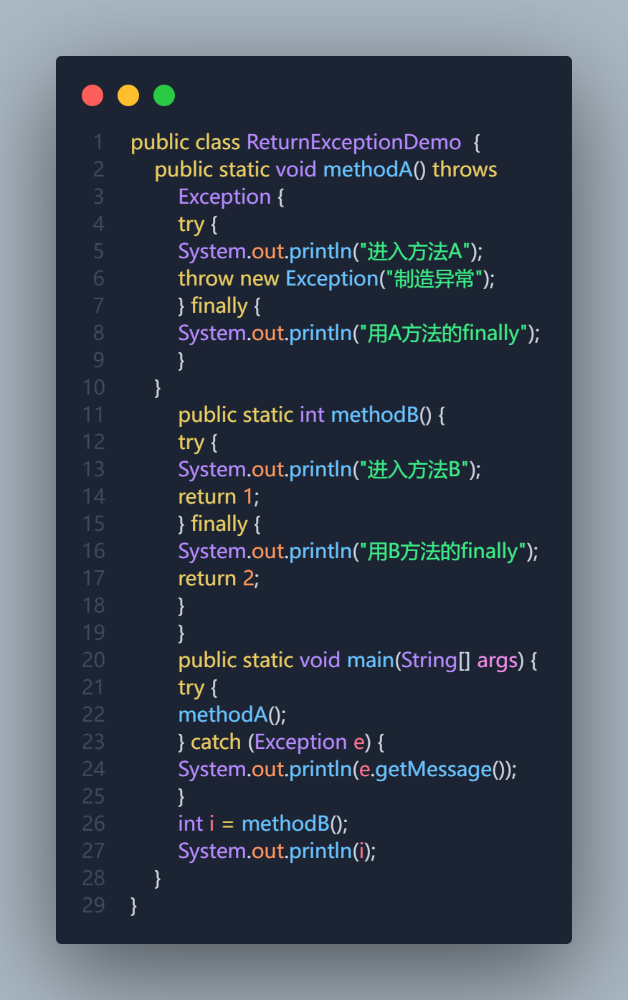 1 public class ReturnExceptionDemo  {
2 public static void methodA() throws
3 Exception {
4 try {
5 System.out.println("进入方法A");
6 throw new Exception("制造异常");
7 } finally {
8 System.out.println("用A方法的finally");
9 }
10 }
11 public static int methodB() {
12 try {
13 System.out.println("进入方法B");
14 return 1;
15 } finally {
16 System.out.println("用B方法的finally");
17 return 2;
18 }
19 }
20 public static void main(String[] args) {
21 try {
22 methodA();
23 } catch (Exception e) {
24 System.out.println(e.getMessage());
25 }
26 int i = methodB();
27 System.out.println(i);
28 }
29 }